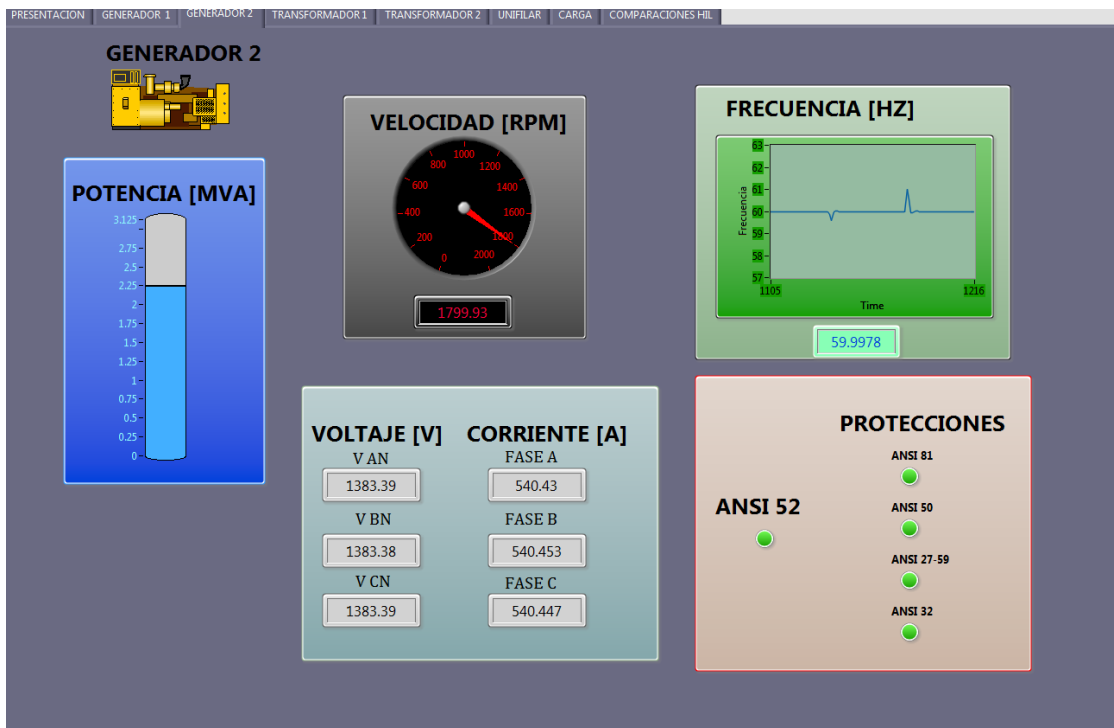 PRESENTACION GENERADOR 1 GENERADOR 2 TRANSFORMADOR 1 TRANSFORMADOR 2 UNIFILAR CARGA COMPARACIONES HIL
GENERADOR 2
POTENCIA [MVA]
3.125
2.75
2.5
2.25
2
1.75
1.5
1.25
1
0.75
0.5
0.25
0
VELOCIDAD [RPM]
0
200
400
600
800
1000
1200
1400
1600
1800
2000
1799.93
FRECUENCIA [HZ]
Frecuencia
63
62
61
60
59
58
57
1105 1216
Time
59.9978
VOLTAJE [V] CORRIENTE [A]
V AN FASE A
1383.39 540.43
V BN FASE B
1383.38 540.453
V CN FASE C
1383.39 540.447
PROTECCIONES
ANSI 52
ANSI 81
ANSI 50
ANSI 27-59
ANSI 32